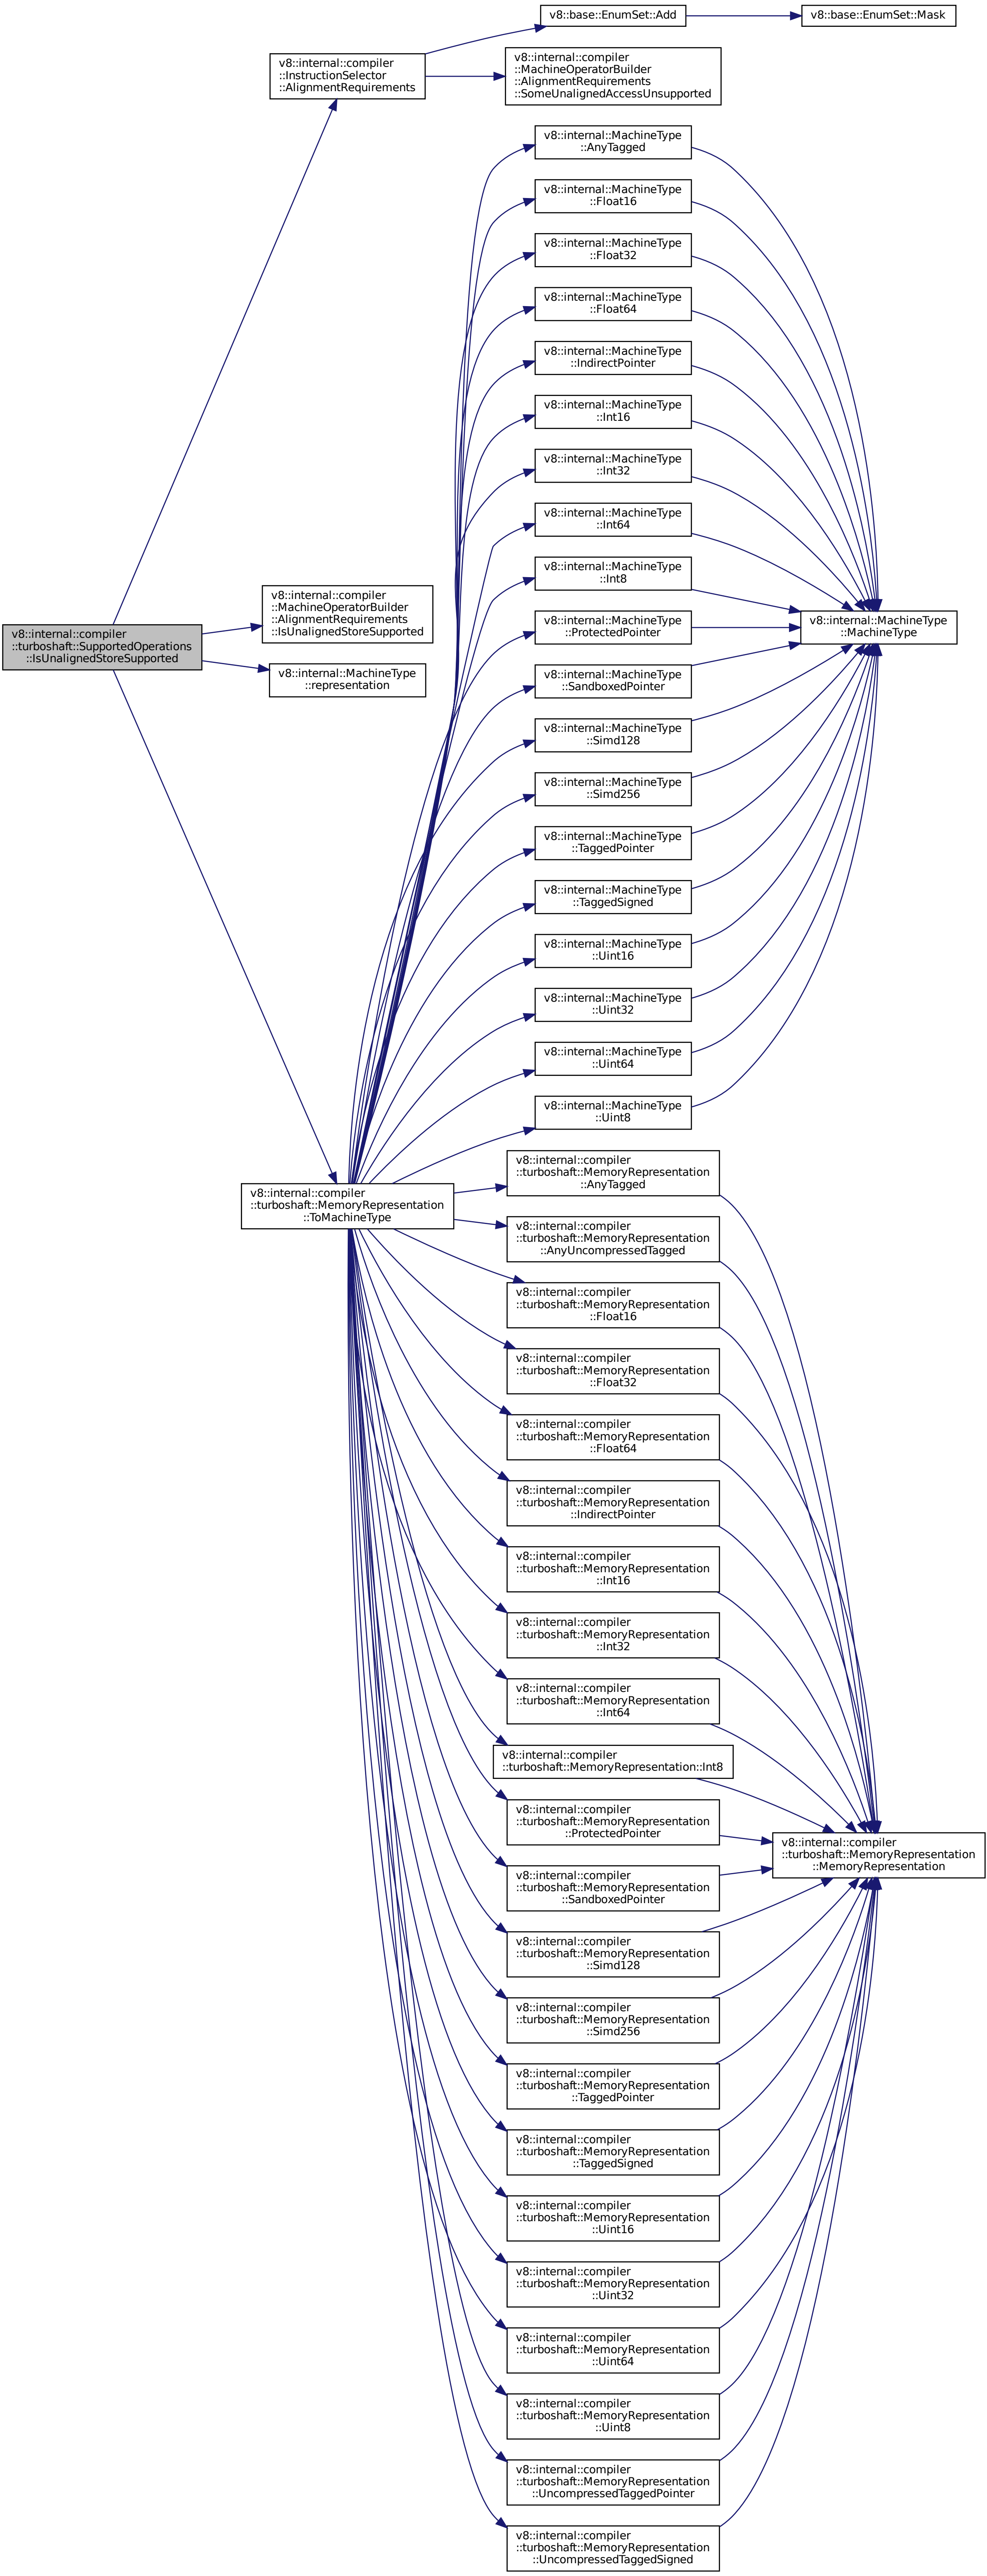 v8::base::EnumSet::Add
v8::base::EnumSet::Mask
v8::internal::compiler
::InstructionSelector
::AlignmentRequirements
v8::internal::compiler
::MachineOperatorBuilder
::AlignmentRequirements
::SomeUnalignedAccessUnsupported
v8::internal::MachineType
::AnyTagged
v8::internal::MachineType
::Float16
v8::internal::MachineType
::Float32
v8::internal::MachineType
::Float64
v8::internal::MachineType
::IndirectPointer
v8::internal::MachineType
::Int16
v8::internal::MachineType
::Int32
v8::internal::MachineType
::Int64
v8::internal::MachineType
::Int8
v8::internal::compiler
::MachineOperatorBuilder
::AlignmentRequirements
::IsUnalignedStoreSupported
v8::internal::MachineType
::ProtectedPointer
v8::internal::MachineType
::MachineType
v8::internal::compiler
::turboshaft::SupportedOperations
::IsUnalignedStoreSupported
v8::internal::MachineType
::representation
v8::internal::MachineType
::SandboxedPointer
v8::internal::MachineType
::Simd128
v8::internal::MachineType
::Simd256
v8::internal::MachineType
::TaggedPointer
v8::internal::MachineType
::TaggedSigned
v8::internal::MachineType
::Uint16
v8::internal::MachineType
::Uint32
v8::internal::MachineType
::Uint64
v8::internal::MachineType
::Uint8
v8::internal::compiler
::turboshaft::MemoryRepresentation
::AnyTagged
v8::internal::compiler
::turboshaft::MemoryRepresentation
::ToMachineType
v8::internal::compiler
::turboshaft::MemoryRepresentation
::AnyUncompressedTagged
v8::internal::compiler
::turboshaft::MemoryRepresentation
::Float16
v8::internal::compiler
::turboshaft::MemoryRepresentation
::Float32
v8::internal::compiler
::turboshaft::MemoryRepresentation
::Float64
v8::internal::compiler
::turboshaft::MemoryRepresentation
::IndirectPointer
v8::internal::compiler
::turboshaft::MemoryRepresentation
::Int16
v8::internal::compiler
::turboshaft::MemoryRepresentation
::Int32
v8::internal::compiler
::turboshaft::MemoryRepresentation
::Int64
v8::internal::compiler
::turboshaft::MemoryRepresentation::Int8
v8::internal::compiler
::turboshaft::MemoryRepresentation
::ProtectedPointer
v8::internal::compiler
::turboshaft::MemoryRepresentation
::MemoryRepresentation
v8::internal::compiler
::turboshaft::MemoryRepresentation
::SandboxedPointer
v8::internal::compiler
::turboshaft::MemoryRepresentation
::Simd128
v8::internal::compiler
::turboshaft::MemoryRepresentation
::Simd256
v8::internal::compiler
::turboshaft::MemoryRepresentation
::TaggedPointer
v8::internal::compiler
::turboshaft::MemoryRepresentation
::TaggedSigned
v8::internal::compiler
::turboshaft::MemoryRepresentation
::Uint16
v8::internal::compiler
::turboshaft::MemoryRepresentation
::Uint32
v8::internal::compiler
::turboshaft::MemoryRepresentation
::Uint64
v8::internal::compiler
::turboshaft::MemoryRepresentation
::Uint8
v8::internal::compiler
::turboshaft::MemoryRepresentation
::UncompressedTaggedPointer
v8::internal::compiler
::turboshaft::MemoryRepresentation
::UncompressedTaggedSigned